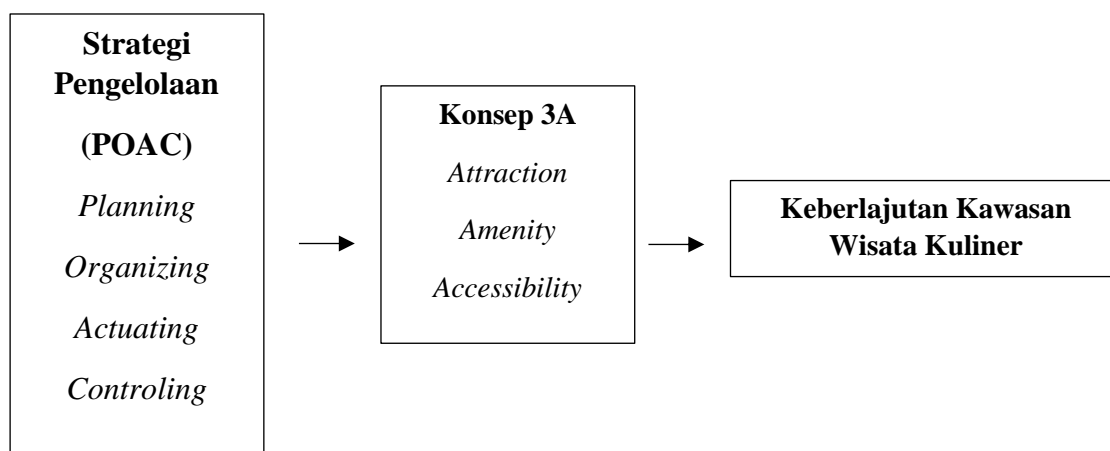 Strategi
Pengelolaan
(POAC)
Planning
Organizing
Actuating
Controling
Konsep 3A
Attraction
Amenity
Accessibility
Keberlajutan Kawasan
Wisata Kuliner